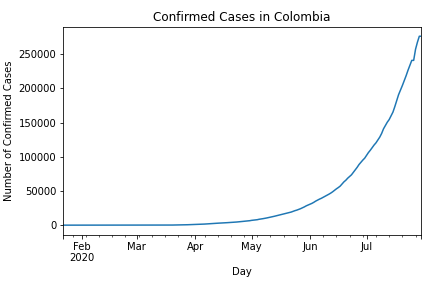 Confirmed Cases in Colombia
Number of Confirmed Cases
250000
200000
150000
100000
50000
0
Feb
2020
Mar
Apr
May
Jun
Jul
Day